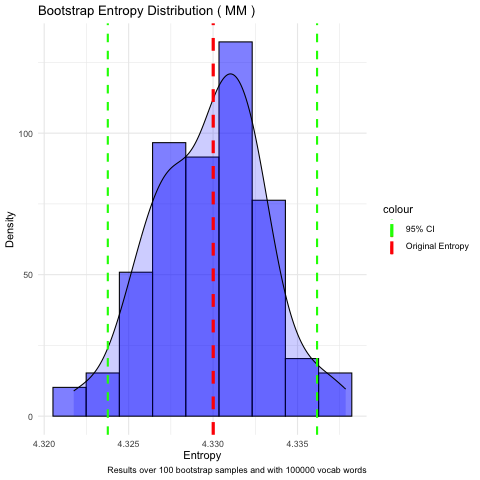 Bootstrap Entropy Distribution ( MM )
100
50
0
Density
4.320
4.325
4.330
4.335
Entropy
colour
95% CI
Original Entropy
Results over 100 bootstrap samples and with 100000 vocab words